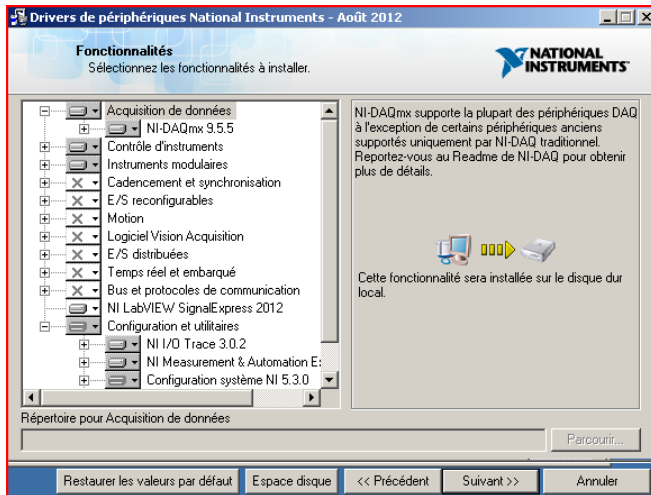 Drivers de périphériques National Instruments - Août 2012
Fonctionnalités
Sélectionnez les fonctionnalités à installer.
NATIONAL
INSTRUMENTS
Acquisition de données
NI-DAQmx 9.5.5
Contrôle d'instruments
Instruments modulaires
Cadencement et synchronisation
E/S reconfigurables
Motion
Logiciel Vision Acquisition
E/S distribuées
Temps réel et embarqué
Bus et protocoles de communication
NI LabVIEW SignalExpress 2012
Configuration et utilitaires
NI I/O Trace 3.0.2
NI Measurement & Automation E:
Configuration système NI 5.3.0
NI-DAQmx supporte la plupart des périphériques DAQ
à l'exception de certains périphériques anciens
supportés uniquement par NI-DAQ traditionnel.
Reportez-vous au Readme de NI-DAQ pour obtenir
plus de détails.
Cette fonctionnalité sera installée sur le disque dur
local.
Répertoire pour Acquisition de données
Parcourir...
Restaurer les valeurs par défaut
Espace disque
<< Précédent
Suivant >>
Annuler